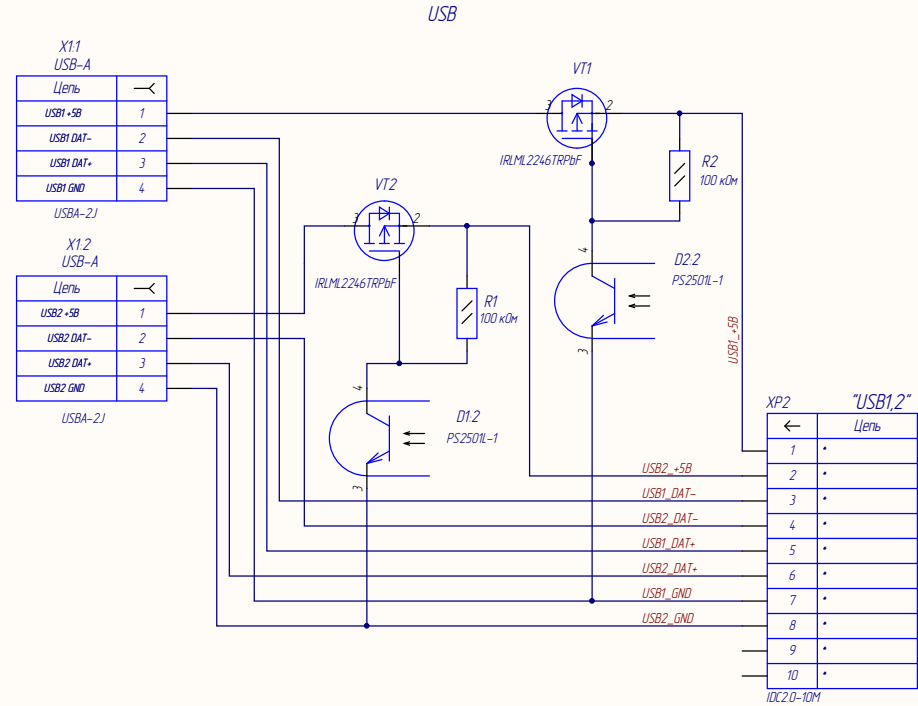 USB
X1:1
USB-A
Цепь
USB1 +5В 1
USB1 DAT- 2
USB1 DAT+ 3
USB1 GND 4
USBA-2J
X1:2
USB-A
Цепь
USB2 +5В 1
USB2 DAT- 2
USB2 DAT+ 3
USB2 GND 4
USBA-2J
VT1
3 2
IRLML2246TRPbF
R2
100 кОм
VT2
3 2
IRLML2246TRPbF
R1
100 кОм
4
D2:2
PS2501L-1
3
4
D1:2
PS2501L-1
3
USB1_+5В
XP2 "USB1,2"
Цепь
1
USB2_+5В 2
USB1_DAT- 3
USB2_DAT- 4
USB1_DAT+ 5
USB2_DAT+ 6
USB1_GND 7
USB2_GND 8
9
10
IDC2.0-10M